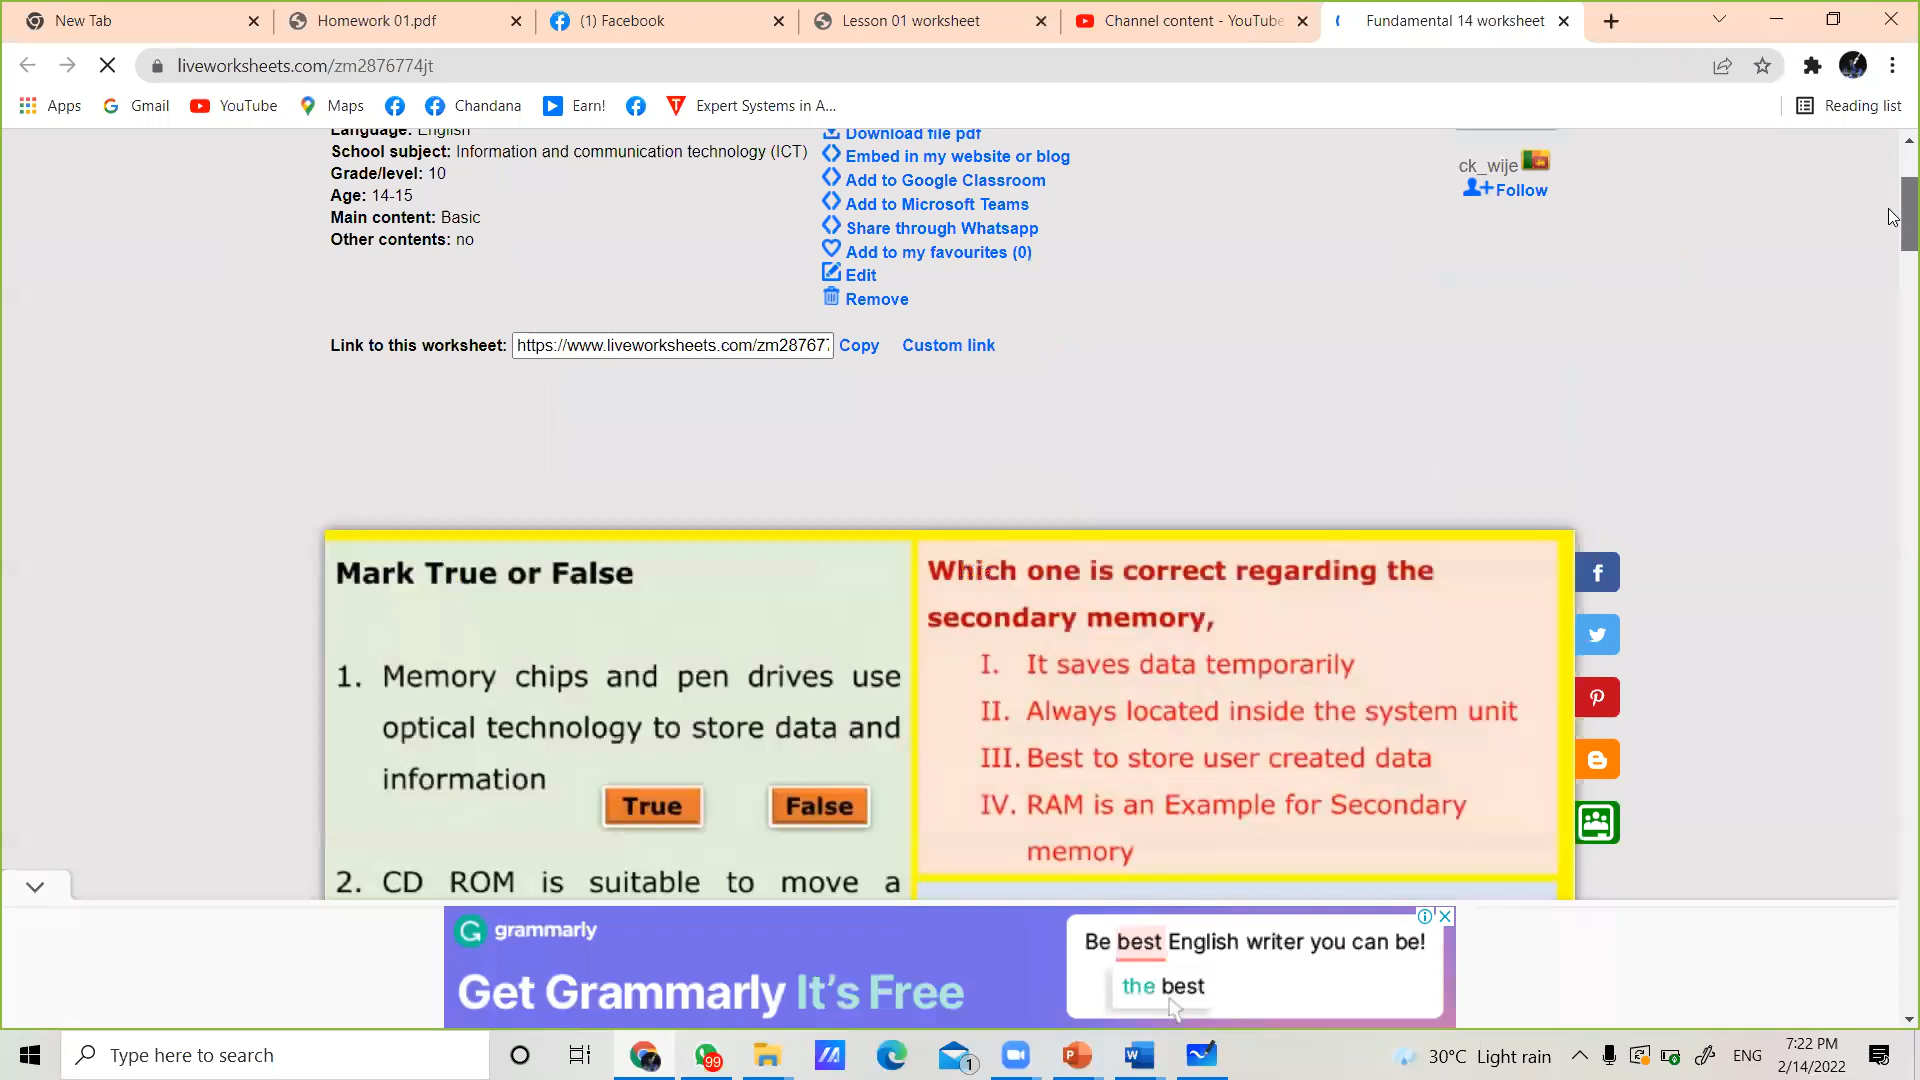 New Tab
Homework 01.pdf
(1) Facebook
Lesson 01 worksheet
Channel content - YouTube
Fundamental 14 worksheet
liveworksheets.com/zm2876774jt
Apps
Gmail
YouTube
Maps
Chandana
Earn!
Expert Systems in A...
Reading list
Language: English
School subject: Information and communication technology (ICT)
Grade/level: 10
Age: 14-15
Main content: Basic
Other contents: no
Download file pdf
Embed in my website or blog
Add to Google Classroom
Add to Microsoft Teams
Share through Whatsapp
Add to my favourites (0)
Edit
Remove
ck_wije
Follow
Link to this worksheet: https://www.liveworksheets.com/zm28767 Copy Custom link
Mark True or False
1. Memory chips and pen drives use
optical technology to store data and
information
True False
2. CD ROM is suitable to move a
Which one is correct regarding the
secondary memory,
I. It saves data temporarily
II. Always located inside the system unit
III. Best to store user created data
IV. RAM is an Example for Secondary
memory
grammarly
Get Grammarly It's Free
Be best English writer you can be!
the best
Type here to search
99
1
30°C Light rain
ENG
7:22 PM
2/14/2022